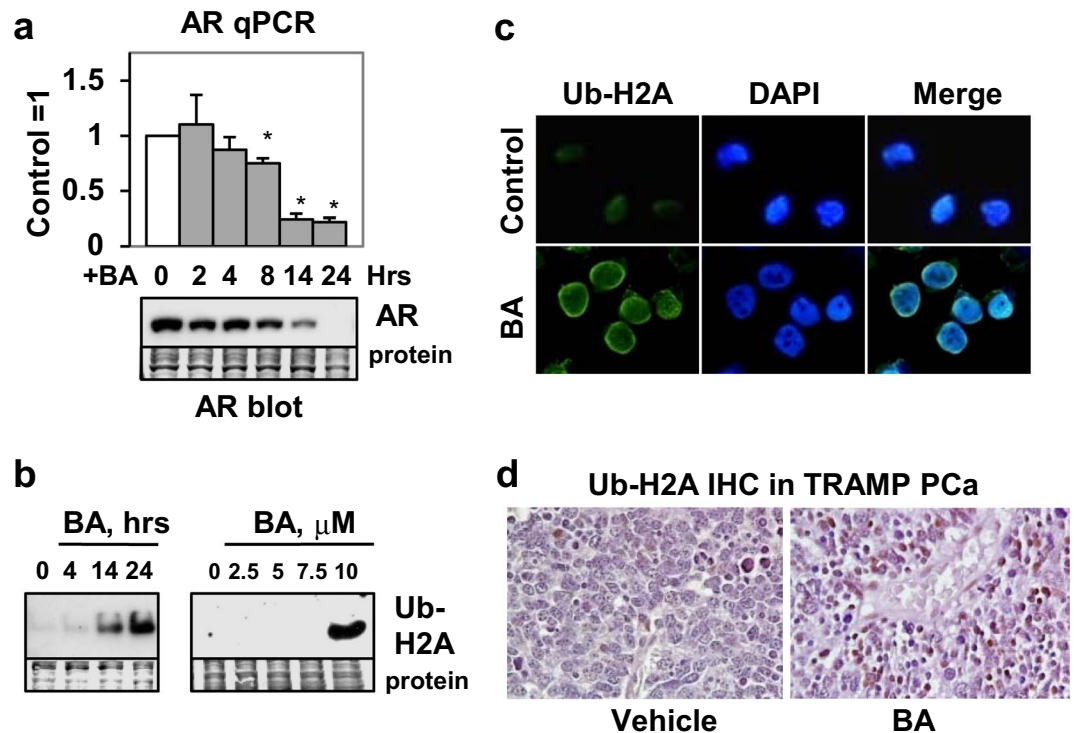 a
AR qPCR
Control =1
1.5
1
0.5
0
*
*
*
+BA 0 2 4 8 14 24 Hrs
AR
protein
AR blot
b
BA, hrs
0 4 14 24
BA, μM
0 2.5 5 7.5 10
Ub-
H2A
protein
c
Ub-H2A DAPI Merge
Control
BA
d
Ub-H2A IHC in TRAMP PCa
Vehicle
BA